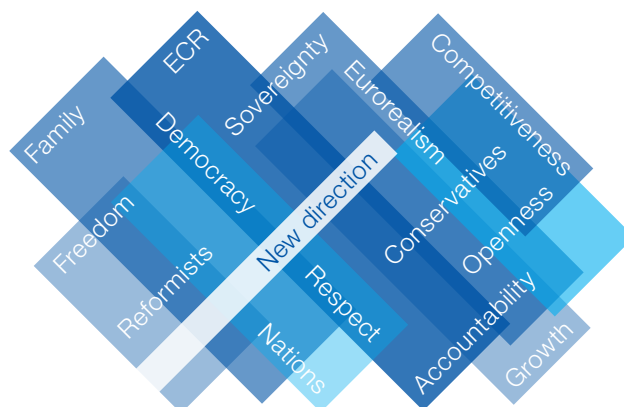 ECR
Sovereignty
Eurorealism
Competitiveness
Family
Democracy
New direction
Conservatives
Freedom
Openness
Reformists
Respect
Accountability
Nations
Growth